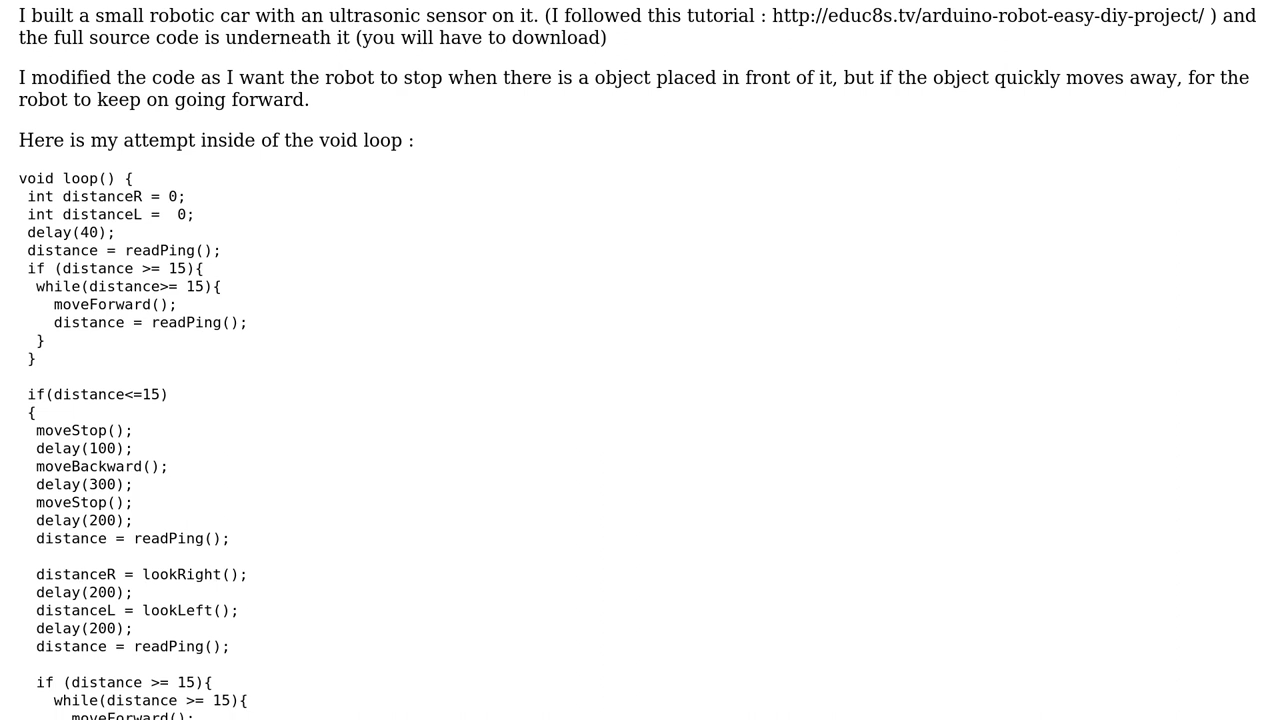 I built a small robotic car with an ultrasonic sensor on it. (I followed this tutorial : http://educ8s.tv/arduino-robot-easy-diy-project/ ) and
the full source code is underneath it (you will have to download)
I modified the code as I want the robot to stop when there is a object placed in front of it, but if the object quickly moves away, for the
robot to keep on going forward.
Here is my attempt inside of the void loop :
void loop() {
 int distanceR = 0;
 int distanceL =  0;
 delay(40);
 distance = readPing();
 if (distance >= 15){
  while(distance>= 15){
    moveForward();
    distance = readPing();
  }
 }
 if(distance<=15)
 {
  moveStop();
  delay(100);
  moveBackward();
  delay(300);
  moveStop();
  delay(200);
  distance = readPing();
  distanceR = lookRight();
  delay(200);
  distanceL = lookLeft();
  delay(200);
  distance = readPing();
  if (distance >= 15){
    while(distance >= 15){
      moveForward();